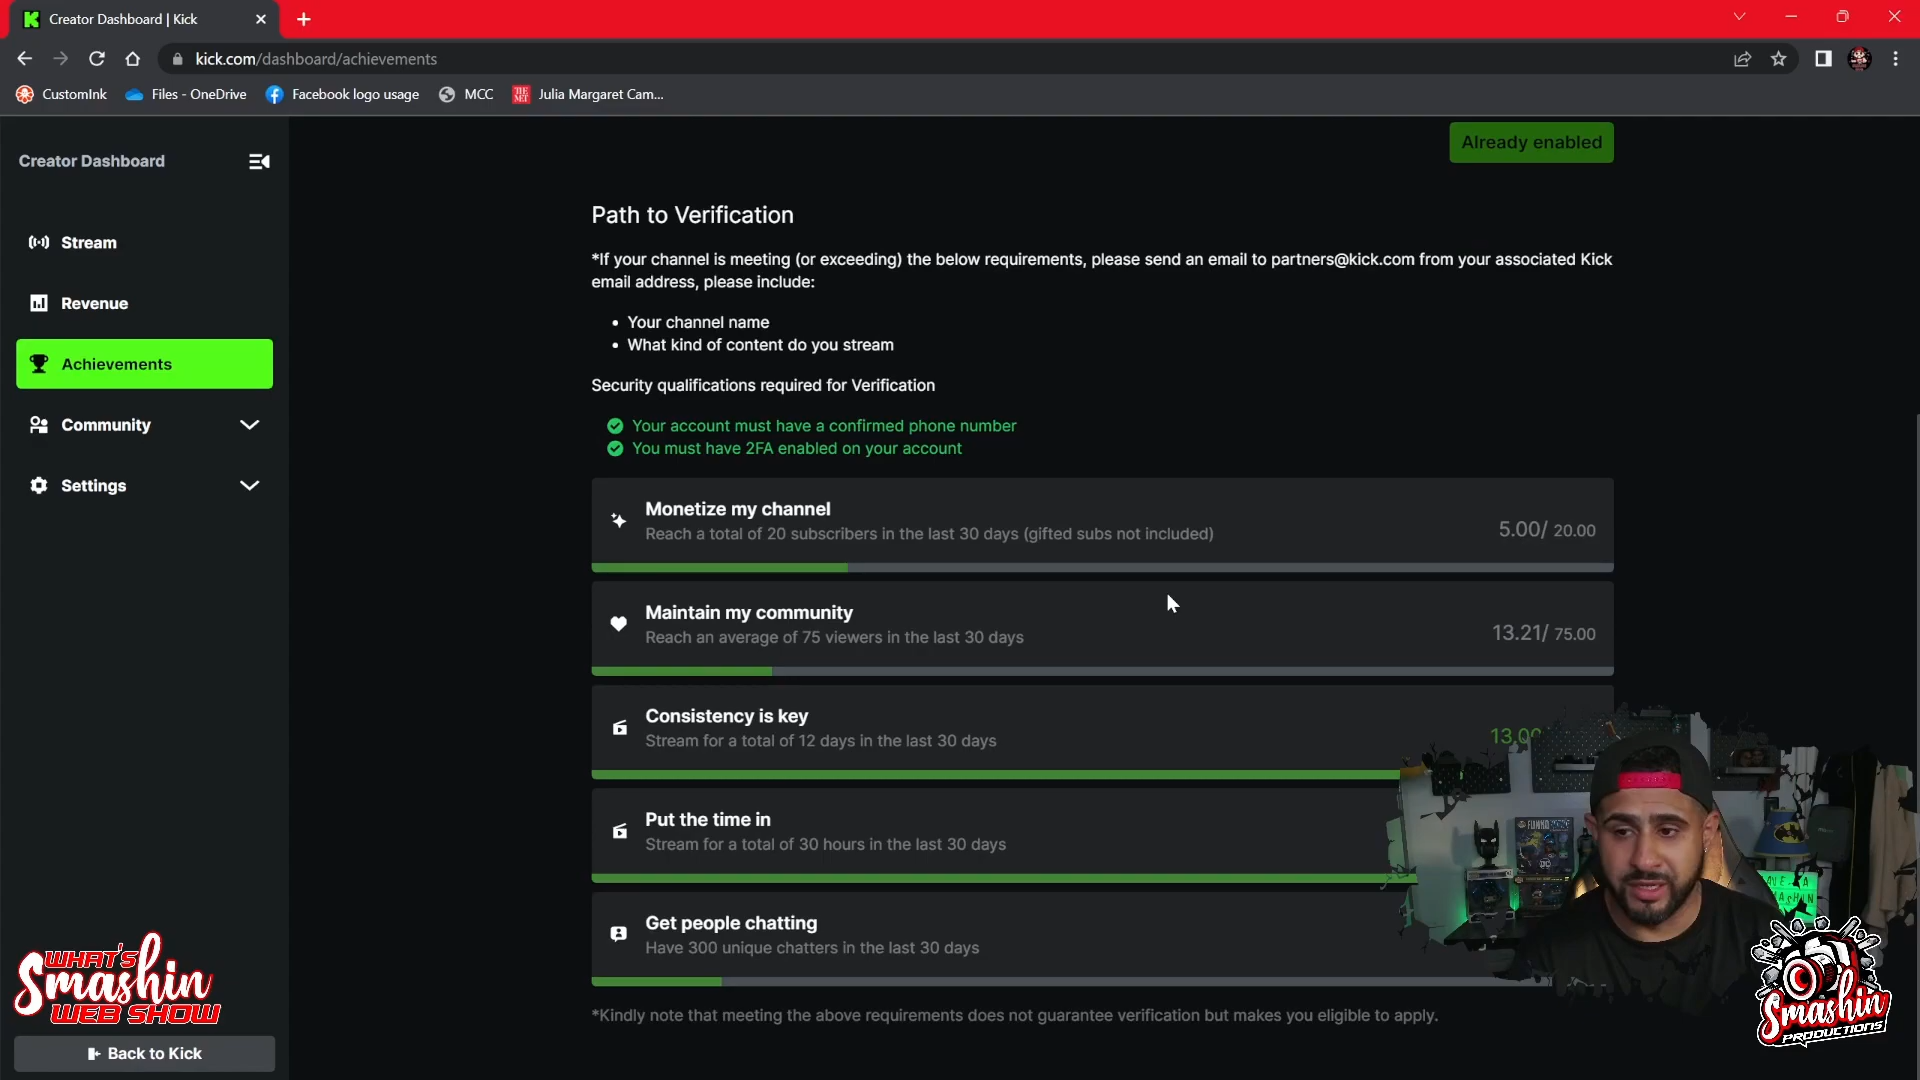 Creator Dashboard | Kick
kick.com/dashboard/achievements
CustomInk
Files - OneDrive
Facebook logo usage
MCC
Julia Margaret Cam...
Already enabled
Creator Dashboard
Stream
Revenue
Achievements
Community
Settings
Path to Verification
*If your channel is meeting (or exceeding) the below requirements, please send an email to partners@kick.com from your associated Kick
email address, please include:
• Your channel name
• What kind of content do you stream
Security qualifications required for Verification
Your account must have a confirmed phone number
You must have 2FA enabled on your account
Monetize my channel
Reach a total of 20 subscribers in the last 30 days (gifted subs not included)
5.00/ 20.00
Maintain my community
Reach an average of 75 viewers in the last 30 days
13.21/ 75.00
Consistency is key
Stream for a total of 12 days in the last 30 days
Put the time in
Stream for a total of 30 hours in the last 30 days
Get people chatting
Have 300 unique chatters in the last 30 days
*Kindly note that meeting the above requirements does not guarantee verification but makes you eligible to apply.
WHAT'S
Smashin
WEB SHOW
Back to Kick
Smashin
PRODUCTIONS